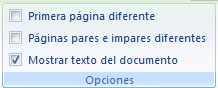 Primera página diferente
Páginas pares e impares diferentes
Mostrar texto del documento
Opciones